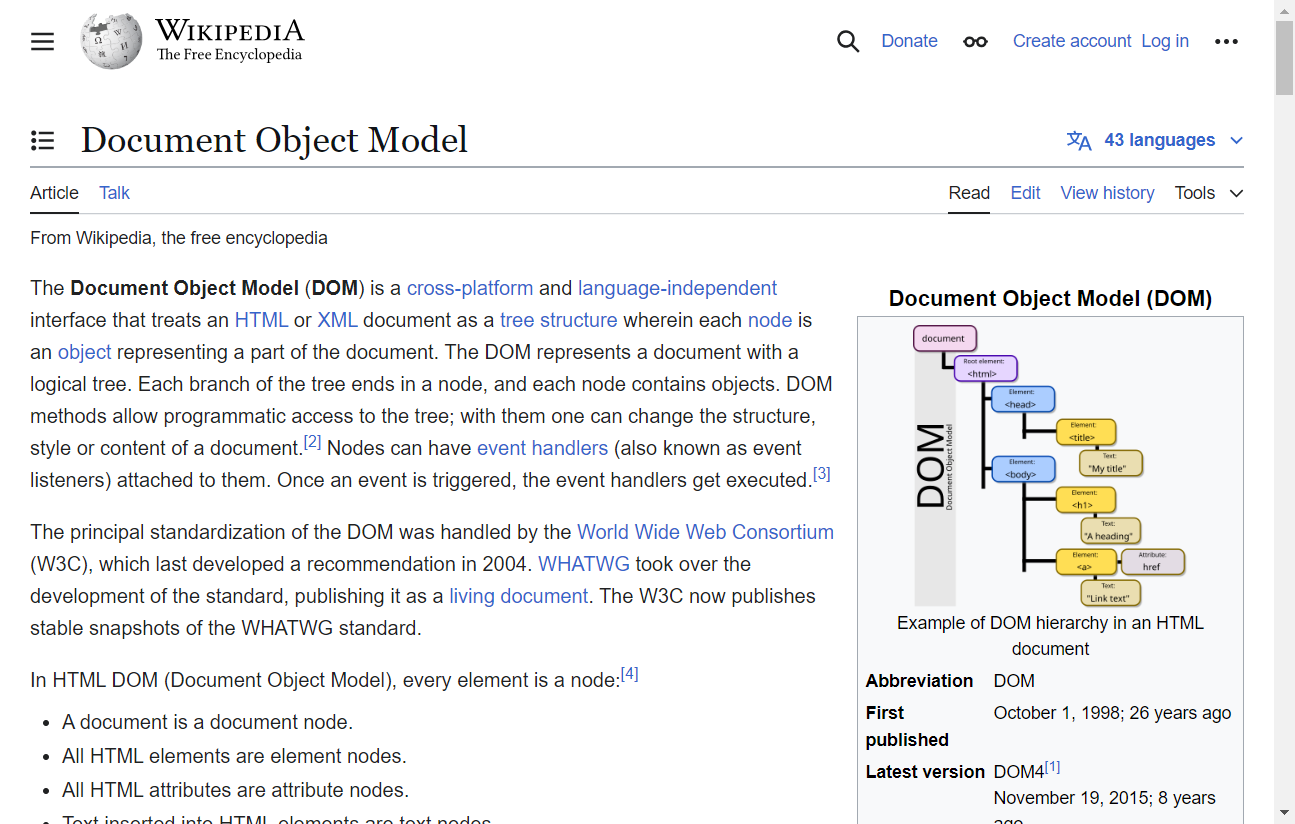 WIKIPEDIA
The Free Encyclopedia
Donate
Create account
Log in
Document Object Model
43 languages
Article
Talk
Read
Edit
View history
Tools
From Wikipedia, the free encyclopedia
The Document Object Model (DOM) is a cross-platform and language-independent
interface that treats an HTML or XML document as a tree structure wherein each node is
an object representing a part of the document. The DOM represents a document with a
logical tree. Each branch of the tree ends in a node, and each node contains objects. DOM
methods allow programmatic access to the tree; with them one can change the structure,
style or content of a document.[2] Nodes can have event handlers (also known as event
listeners) attached to them. Once an event is triggered, the event handlers get executed.[3]
The principal standardization of the DOM was handled by the World Wide Web Consortium
(W3C), which last developed a recommendation in 2004. WHATWG took over the
development of the standard, publishing it as a living document. The W3C now publishes
stable snapshots of the WHATWG standard.
In HTML DOM (Document Object Model), every element is a node:[4]
• A document is a document node.
• All HTML elements are element nodes.
• All HTML attributes are attribute nodes.
• Text inserted into HTML elements are text nodes.
Document Object Model (DOM)
document
Root element:
<html>
Element:
<head>
Element:
<title>
Text:
"My title"
Element:
<body>
Element:
<h1>
Text:
"A heading"
Element:
<a>
Attribute:
href
Text:
"Link text"
DOM
Document Object Model
Example of DOM hierarchy in an HTML
document
Abbreviation DOM
First October 1, 1998; 26 years ago
published
Latest version DOM4[1]
November 19, 2015; 8 years
ago